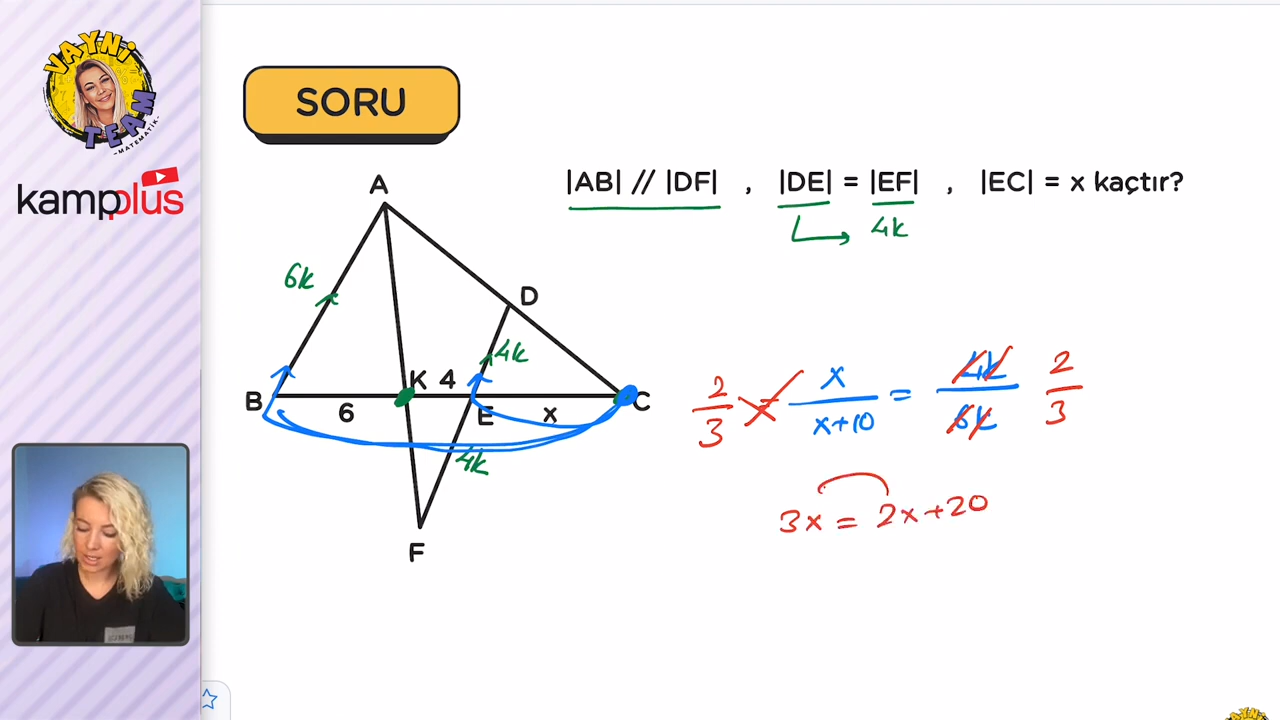 VAYNi
TEAM
-MATEMATİK-
kampplus
SORU
|AB| // |DF| , |DE| = |EF| , |EC| = x kaçtır?
4k
A
6k
D
4k
B
K
4
C
6
E
x
4k
F
2/3 x = x/x+10 = 4k/6k 2/3
3x = 2x+20